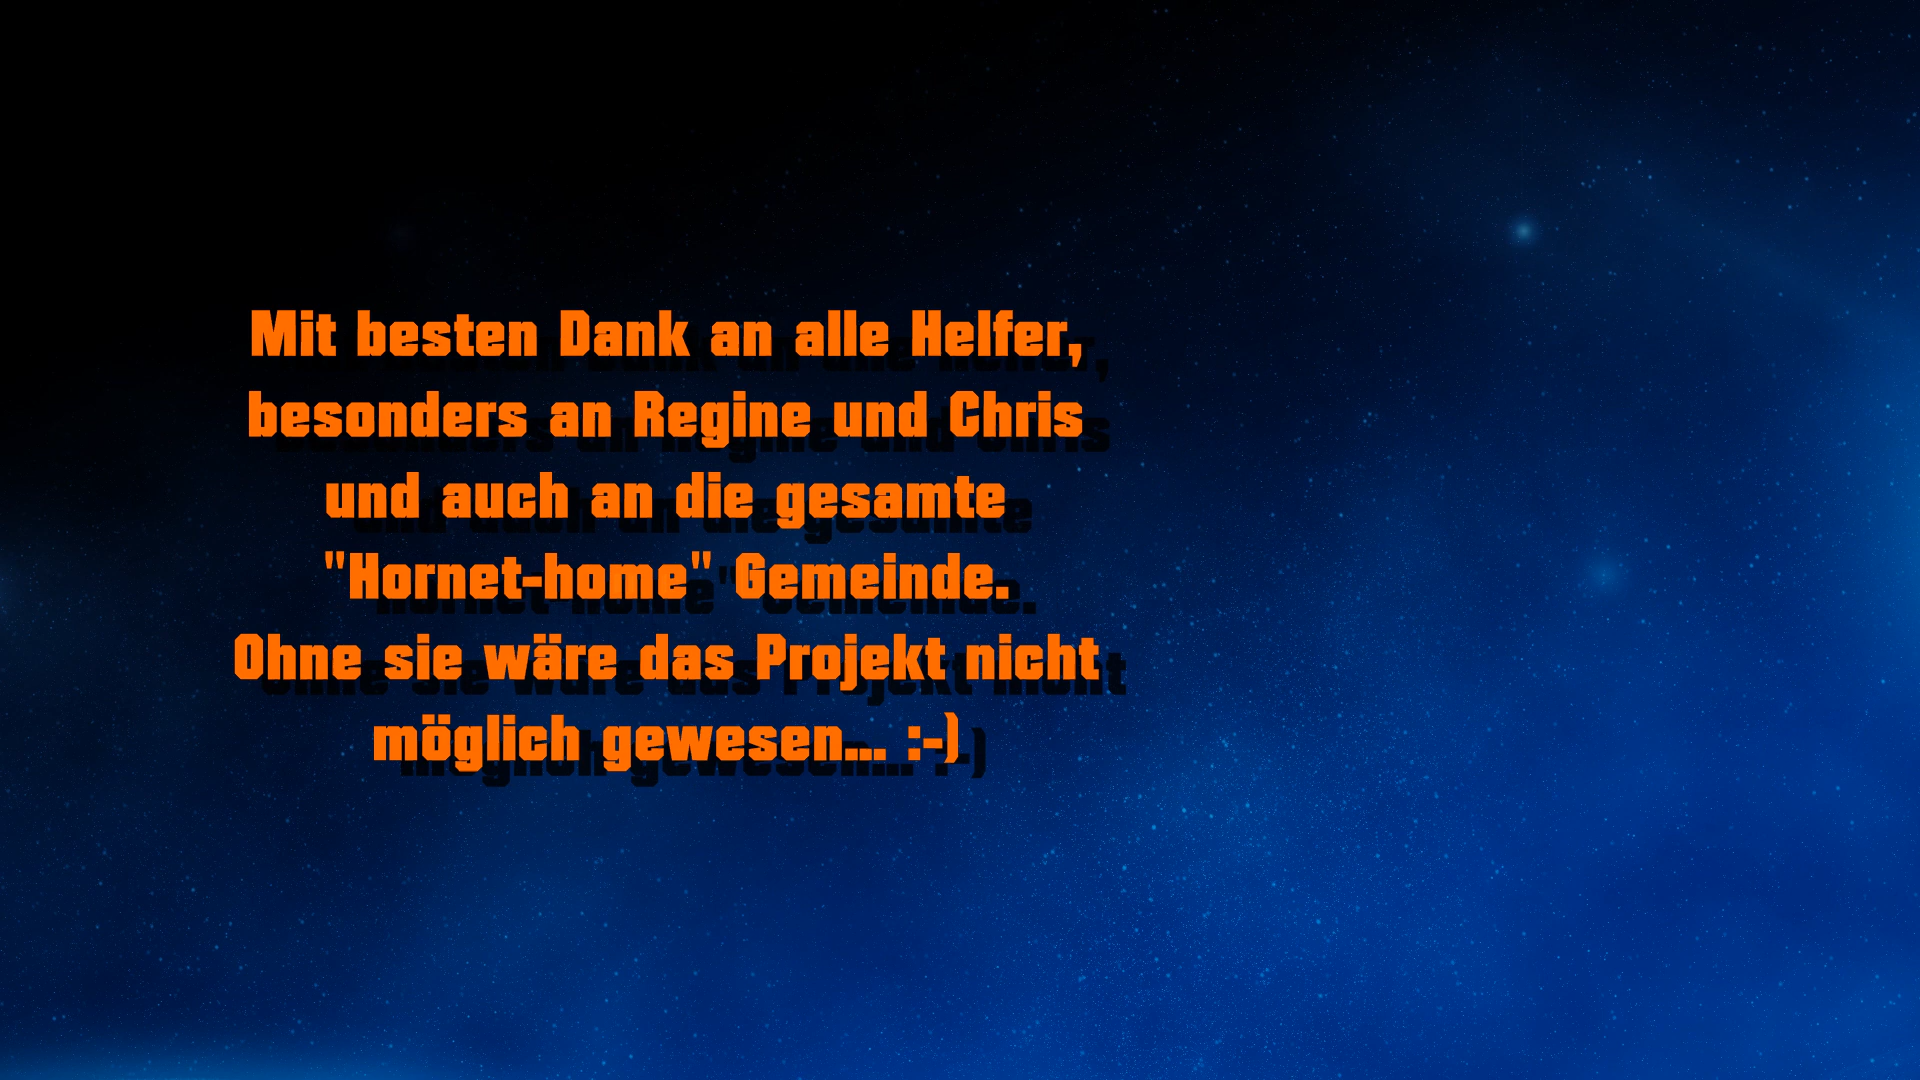 Mit besten Dank an alle Helfer,
besonders an Regine und Chris
und auch an die gesamte
"Hornet-home" Gemeinde.
Ohne sie wäre das Projekt nicht
möglich gewesen... :-)